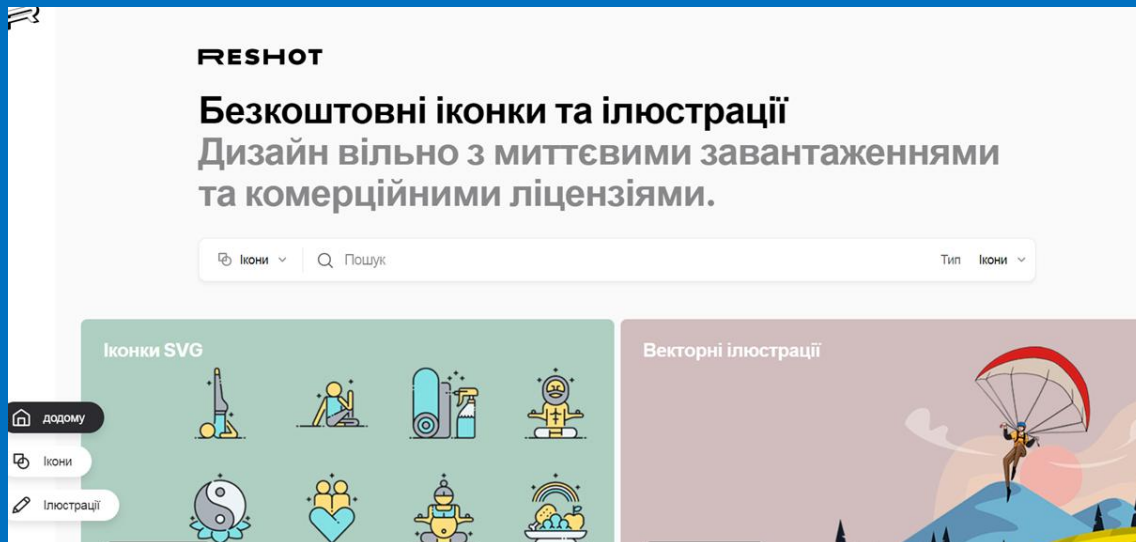 RESHOT
Безкоштовні іконки та ілюстрації
Дизайн вільно з миттєвими завантаженнями
та комерційними ліцензіями.
Ікони
Пошук
Тип Ікони
Іконки SVG
Векторні ілюстрації
додому
Ікони
Ілюстрації